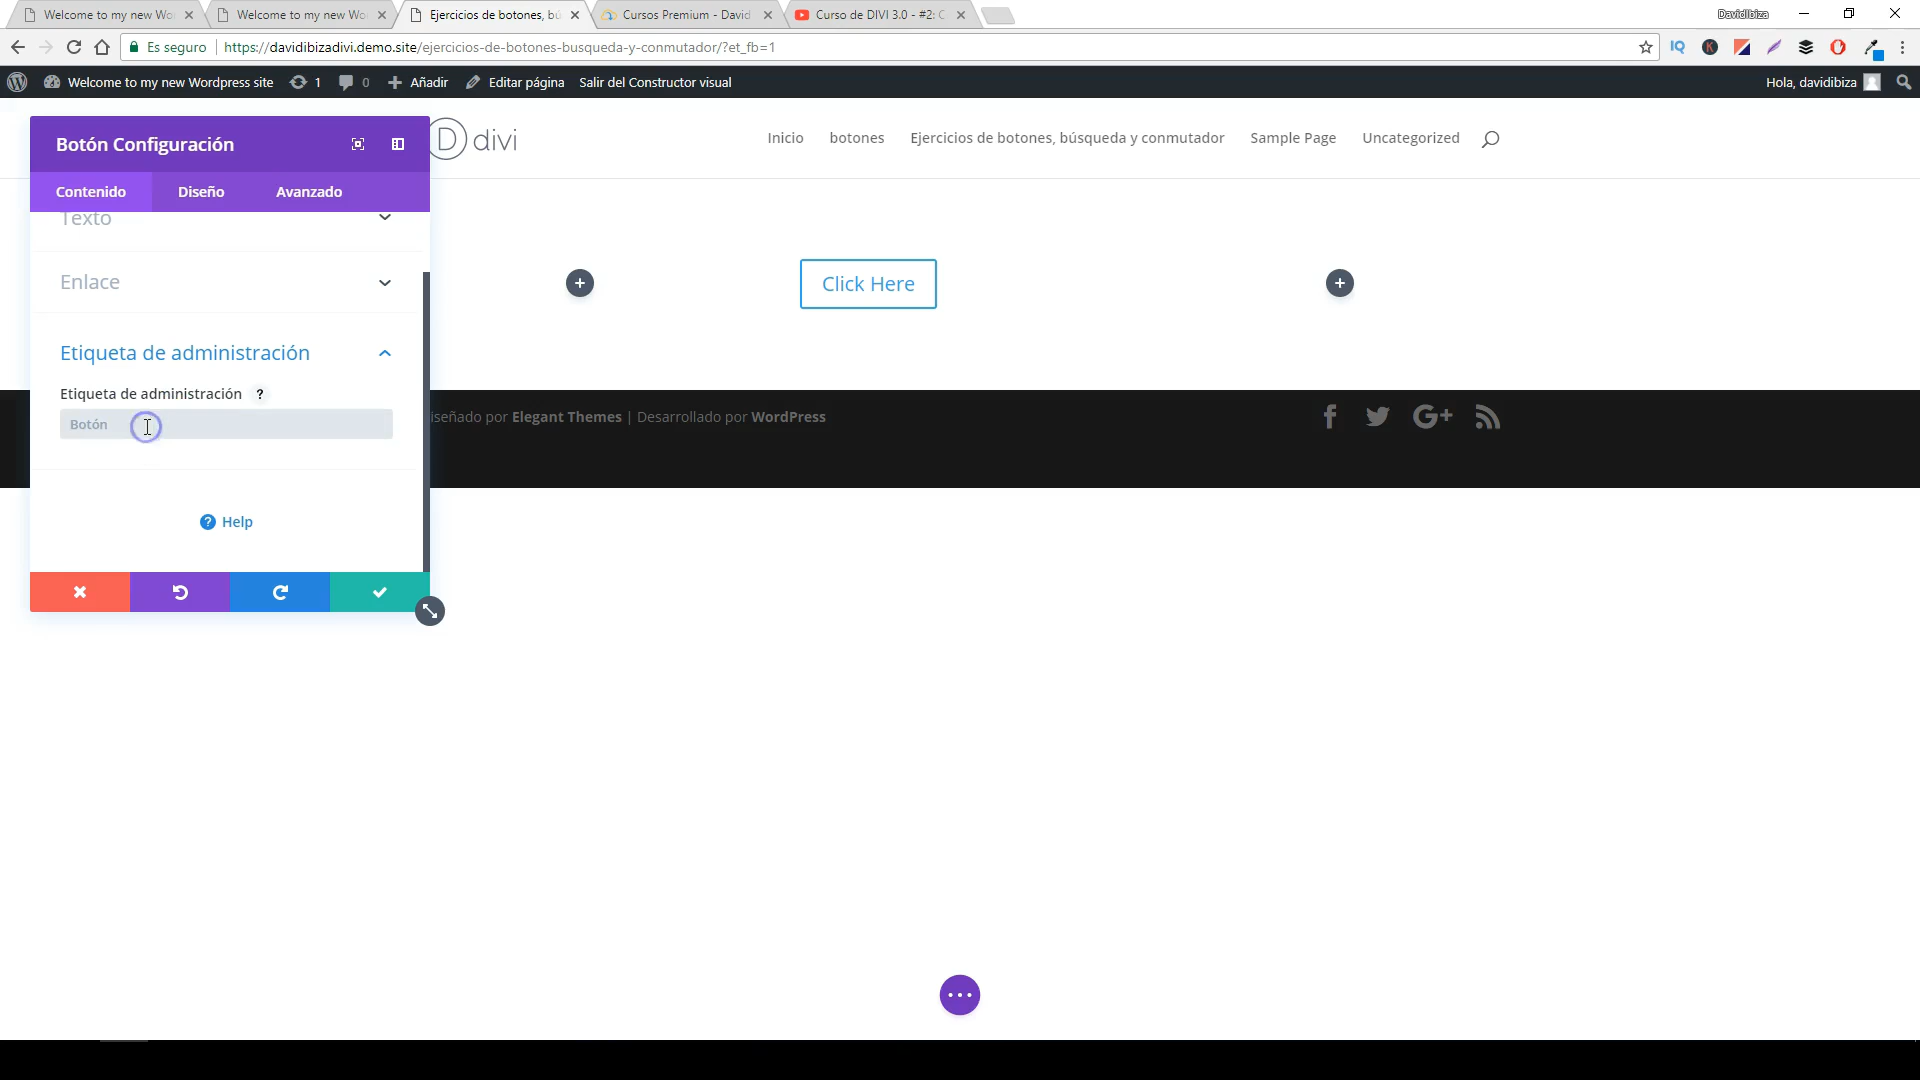 Welcome to my new Wo
Welcome to my new Wo
Ejercicios de botones, bú
Cursos Premium - David
Curso de DIVI 3.0 - #2: C
DavidIbiza
Es seguro
https://davidibizadivi.demo.site/ejercicios-de-botones-busqueda-y-conmutador/?et_fb=1
IQ
Welcome to my new Wordpress site
1
0
Añadir
Editar página
Salir del Constructor visual
Hola, davidibiza
Botón Configuración
D divi
Inicio
botones
Ejercicios de botones, búsqueda y conmutador
Sample Page
Uncategorized
Contenido
Diseño
Avanzado
Texto
Enlace
Click Here
Etiqueta de administración
Etiqueta de administración ?
Botón
iseñado por Elegant Themes | Desarrollado por WordPress
? Help